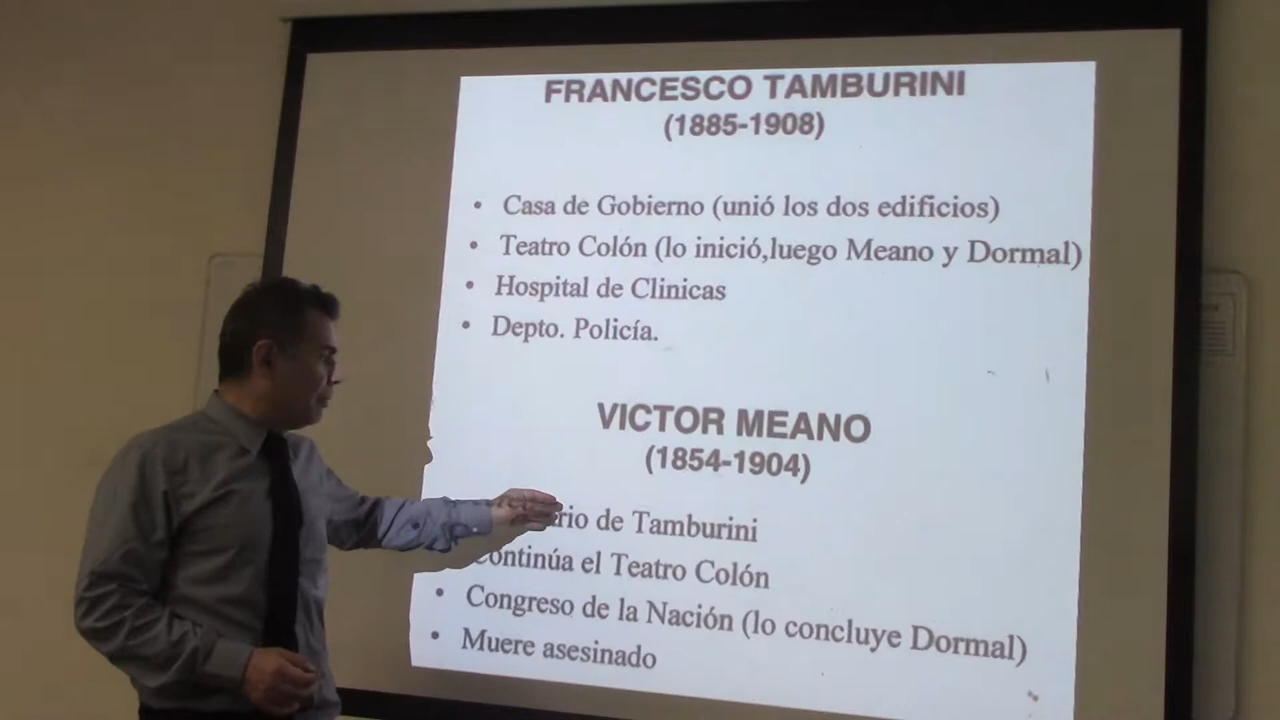 FRANCESCO TAMBURINI
(1885-1908)
• Casa de Gobierno (unió los dos edificios)
• Teatro Colón (lo inició,luego Meano y Dormal)
• Hospital de Clinicas
• Depto. Policía.
VICTOR MEANO
(1854-1904)
de Tamburini
Continúa el Teatro Colón
• Congreso de la Nación (lo concluye Dormal)
• Muere asesinado